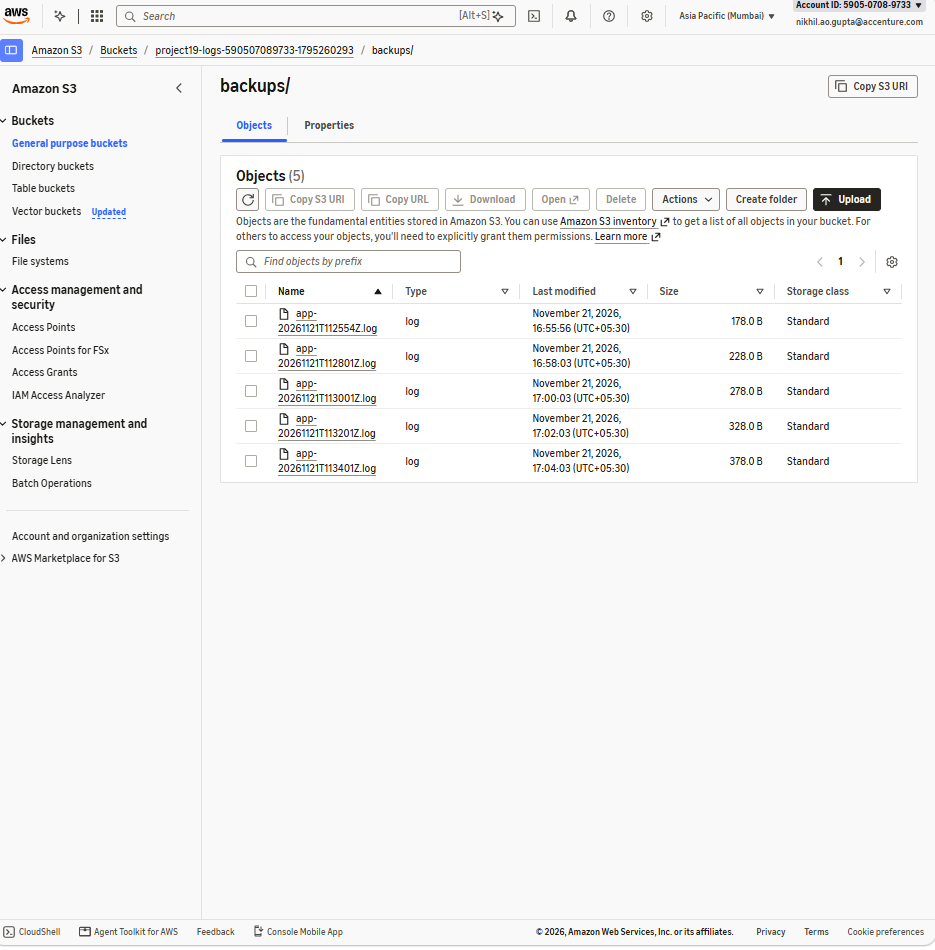 aws
Search
[Alt+S]
Asia Pacific (Mumbai)
Account ID: 5905-0708-9733
nikhil.ao.gupta@accenture.com
Amazon S3 / Buckets / project19-logs-590507089733-1795260293 / backups/
Amazon S3
Buckets
General purpose buckets
Directory buckets
Table buckets
Vector buckets Updated
Files
File systems
Access management and
security
Access Points
Access Points for FSx
Access Grants
IAM Access Analyzer
Storage management and
insights
Storage Lens
Batch Operations
Account and organization settings
AWS Marketplace for S3
backups/
Copy S3 URI
Objects Properties
Objects (5)
Copy S3 URI Copy URL Download Open Delete Actions Create folder Upload
Objects are the fundamental entities stored in Amazon S3. You can use Amazon S3 inventory to get a list of all objects in your bucket. For
others to access your objects, you'll need to explicitly grant them permissions. Learn more
Find objects by prefix
1
Name Type Last modified Size Storage class
app-
20261121T112554Z.log log November 21, 2026,
16:55:56 (UTC+05:30) 178.0 B Standard
app-
20261121T112801Z.log log November 21, 2026,
16:58:03 (UTC+05:30) 228.0 B Standard
app-
20261121T113001Z.log log November 21, 2026,
17:00:03 (UTC+05:30) 278.0 B Standard
app-
20261121T113201Z.log log November 21, 2026,
17:02:03 (UTC+05:30) 328.0 B Standard
app-
20261121T113401Z.log log November 21, 2026,
17:04:03 (UTC+05:30) 378.0 B Standard
CloudShell Agent Toolkit for AWS Feedback Console Mobile App
© 2026, Amazon Web Services, Inc. or its affiliates. Privacy Terms Cookie preferences